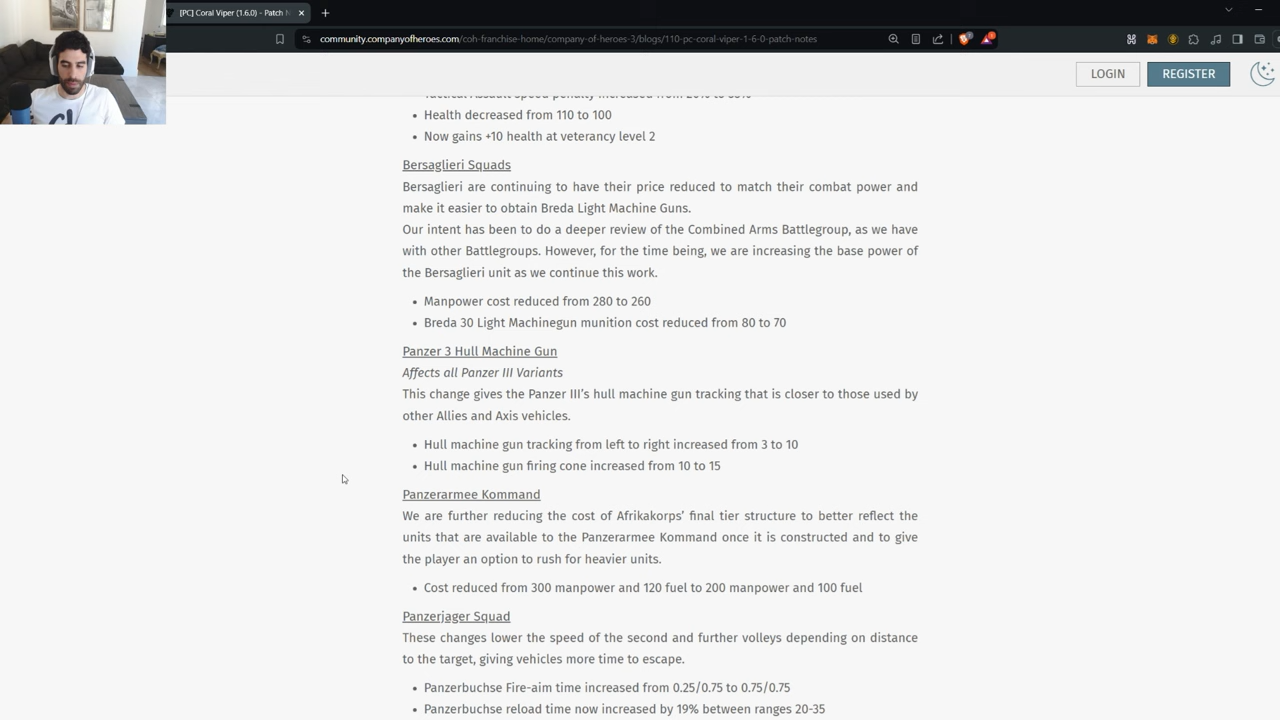 [PC] Coral Viper (1.6.0) - Patch N
community.companyofheroes.com/coh-franchise-home/company-of-heroes-3/blogs/110-pc-coral-viper-1-6-0-patch-notes
LOGIN
REGISTER
Tactical Assault speed penalty increased from
• Health decreased from 110 to 100
• Now gains +10 health at veterancy level 2
Bersaglieri Squads
Bersaglieri are continuing to have their price reduced to match their combat power and
make it easier to obtain Breda Light Machine Guns.
Our intent has been to do a deeper review of the Combined Arms Battlegroup, as we have
with other Battlegroups. However, for the time being, we are increasing the base power of
the Bersaglieri unit as we continue this work.
• Manpower cost reduced from 280 to 260
• Breda 30 Light Machinegun munition cost reduced from 80 to 70
Panzer 3 Hull Machine Gun
Affects all Panzer III Variants
This change gives the Panzer III’s hull machine gun tracking that is closer to those used by
other Allies and Axis vehicles.
• Hull machine gun tracking from left to right increased from 3 to 10
• Hull machine gun firing cone increased from 10 to 15
Panzerarmee Kommand
We are further reducing the cost of Afrikakorps’ final tier structure to better reflect the
units that are available to the Panzerarmee Kommand once it is constructed and to give
the player an option to rush for heavier units.
• Cost reduced from 300 manpower and 120 fuel to 200 manpower and 100 fuel
Panzerjager Squad
These changes lower the speed of the second and further volleys depending on distance
to the target, giving vehicles more time to escape.
• Panzerbuchse Fire-aim time increased from 0.25/0.75 to 0.75/0.75
• Panzerbuchse reload time now increased by 19% between ranges 20-35